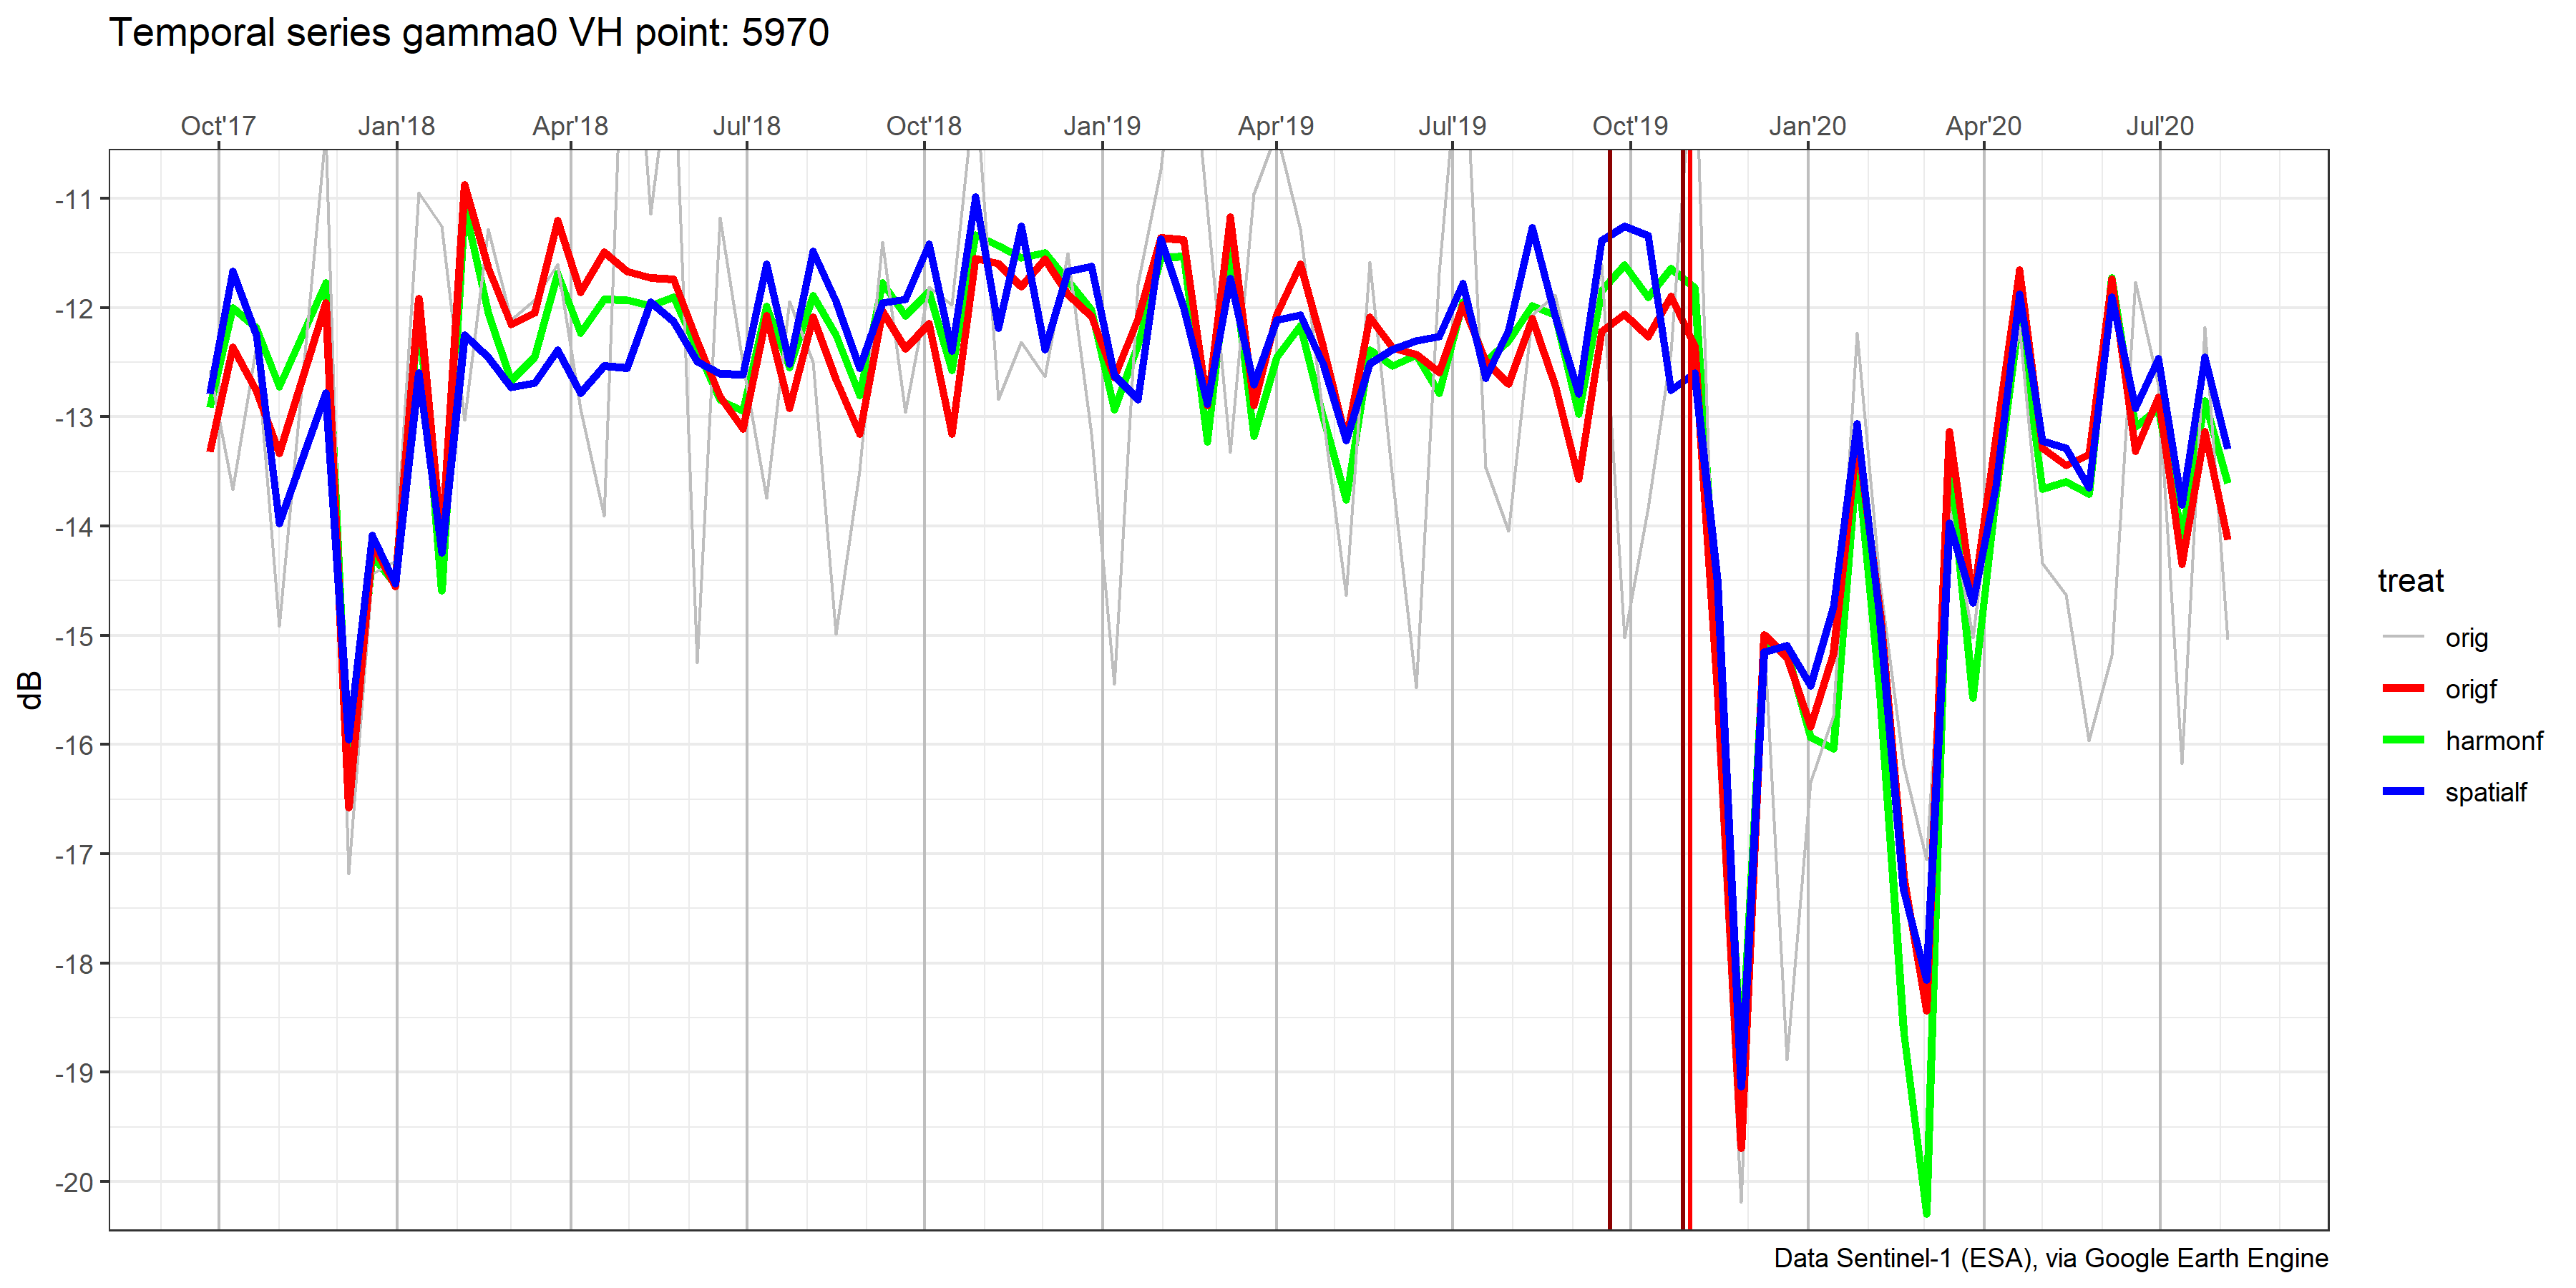 Temporal series gamma0 VH point: 5970
Oct'17 Jan'18 Apr'18 Jul'18 Oct'18 Jan'19 Apr'19 Jul'19 Oct'19 Jan'20 Apr'20 Jul'20
-11
-12
-13
-14
-15
-16
-17
-18
-19
-20
dB
treat
orig
origf
harmonf
spatialf
Data Sentinel-1 (ESA), via Google Earth Engine